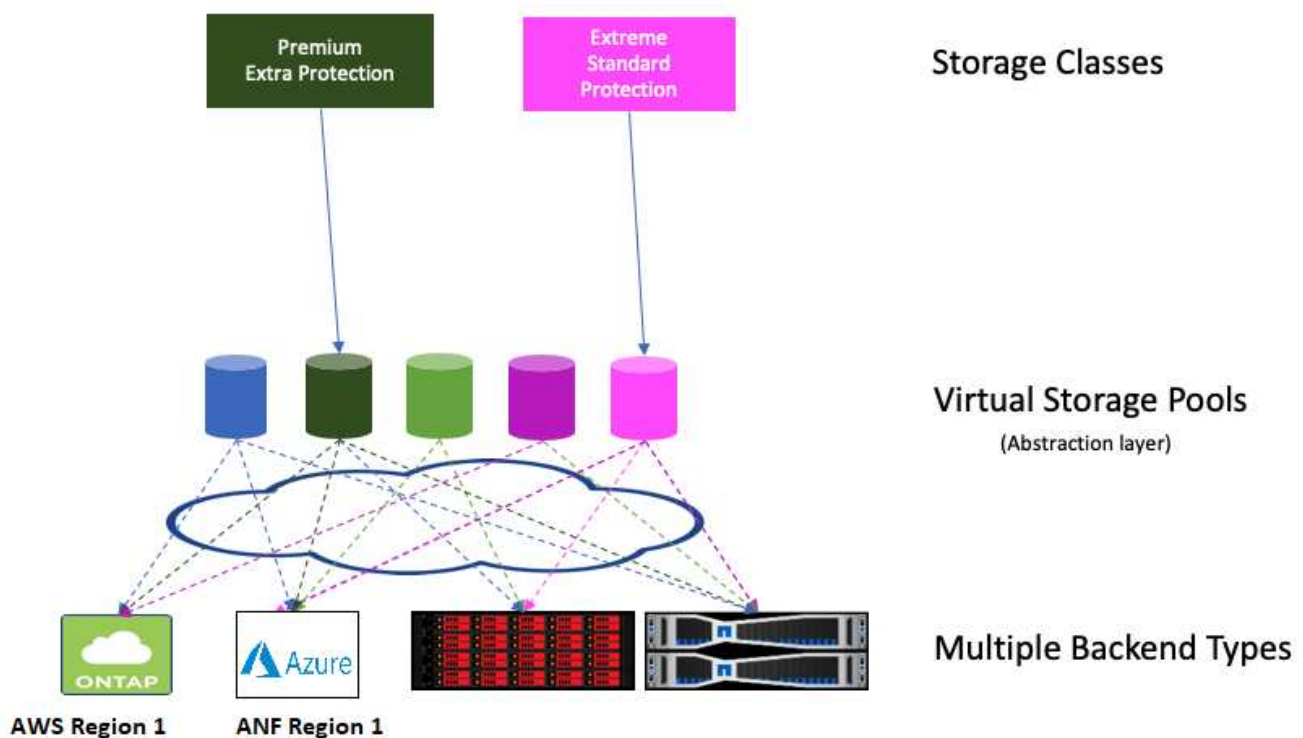 Premium
Extra Protection
Extreme
Standard
Protection
Storage Classes
Virtual Storage Pools
(Abstraction layer)
ONTAP
Azure
Multiple Backend Types
AWS Region 1
ANF Region 1